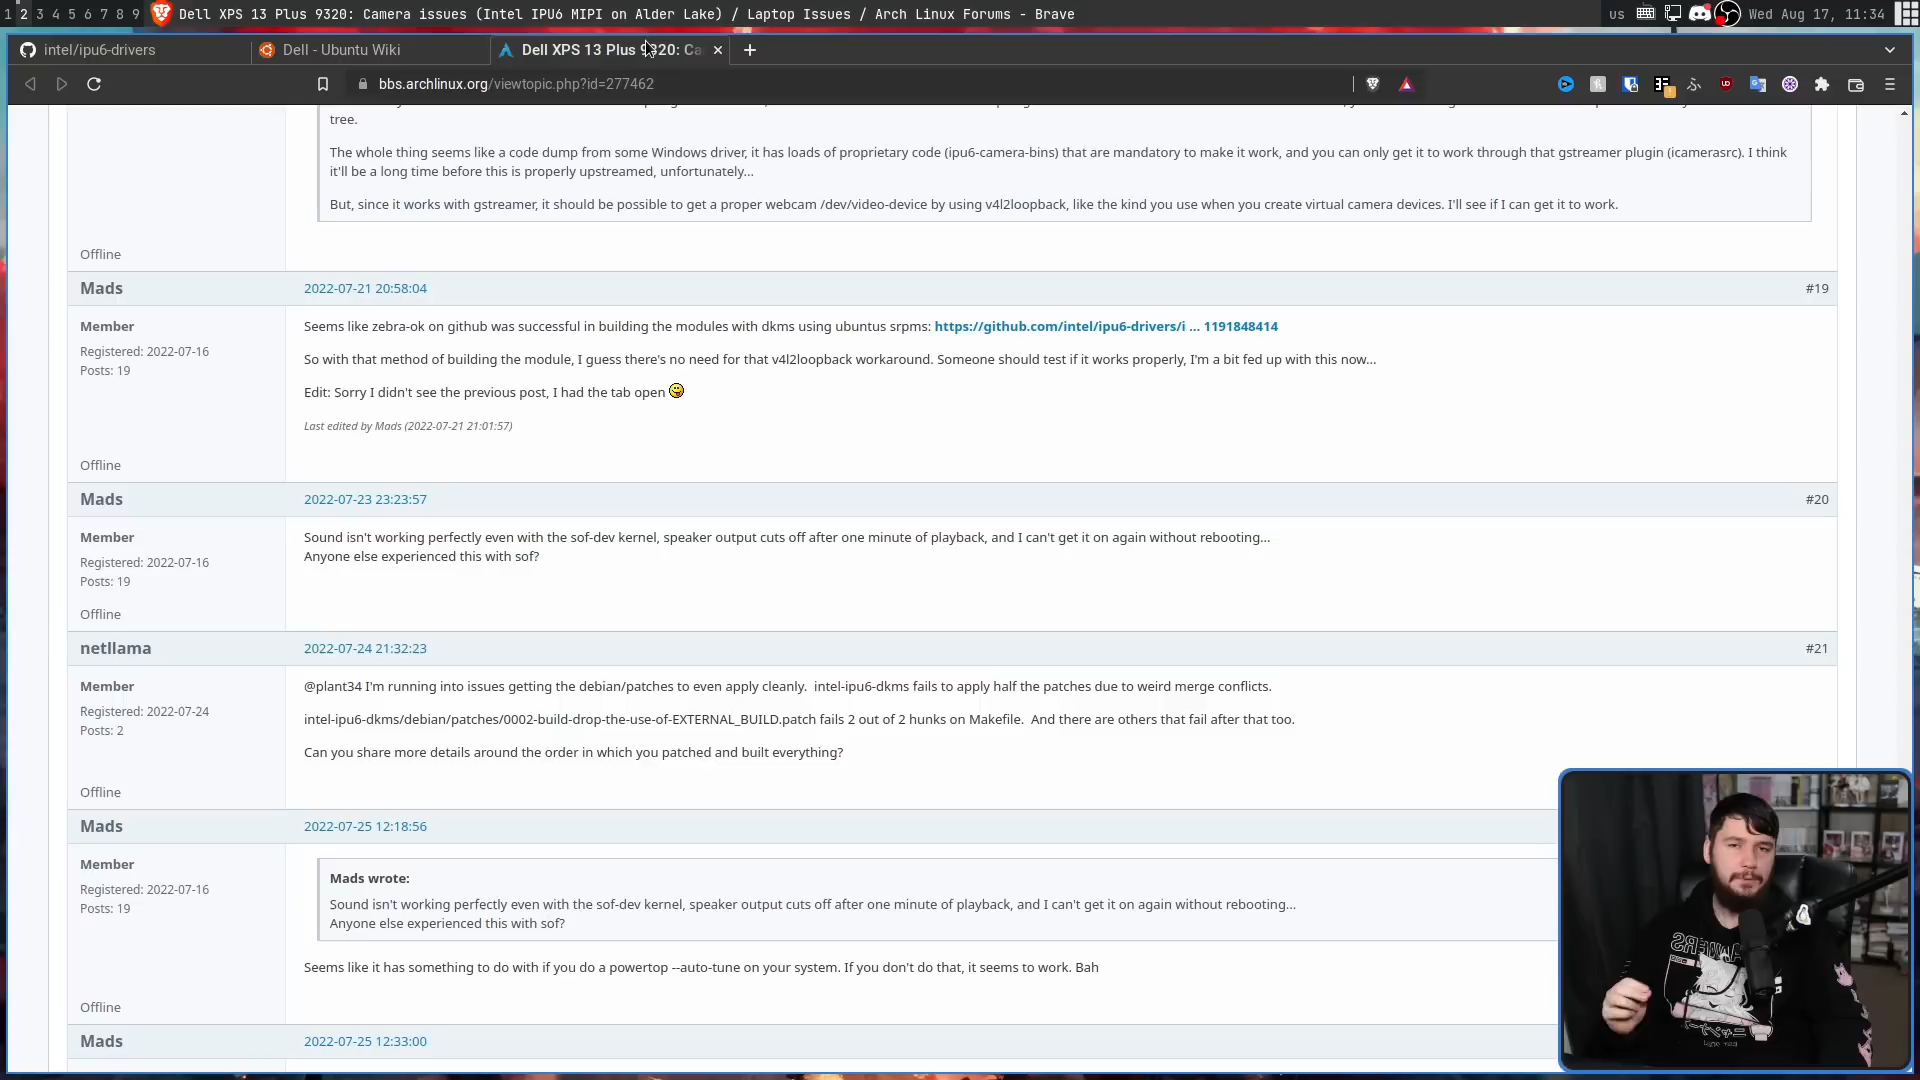 1 2 3 4 5 6 7 8 9 Dell XPS 13 Plus 9320: Camera issues (Intel IPU6 MIPI on Alder Lake) / Laptop Issues / Arch Linux Forums - Brave us Wed Aug 17, 11:34
intel/ipu6-drivers Dell - Ubuntu Wiki Dell XPS 13 Plus 9320: Ca
bbs.archlinux.org/viewtopic.php?id=277462
tree.
The whole thing seems like a code dump from some Windows driver, it has loads of proprietary code (ipu6-camera-bins) that are mandatory to make it work, and you can only get it to work through that gstreamer plugin (icamerasrc). I think
it'll be a long time before this is properly upstreamed, unfortunately...
But, since it works with gstreamer, it should be possible to get a proper webcam /dev/video-device by using v4l2loopback, like the kind you use when you create virtual camera devices. I'll see if I can get it to work.
Offline
Mads 2022-07-21 20:58:04 #19
Member
Registered: 2022-07-16
Posts: 19
Seems like zebra-ok on github was successful in building the modules with dkms using ubuntus srpms: https://github.com/intel/ipu6-drivers/i ... 1191848414
So with that method of building the module, I guess there's no need for that v4l2loopback workaround. Someone should test if it works properly, I'm a bit fed up with this now...
Edit: Sorry I didn't see the previous post, I had the tab open
Last edited by Mads (2022-07-21 21:01:57)
Offline
Mads 2022-07-23 23:23:57 #20
Member
Registered: 2022-07-16
Posts: 19
Sound isn't working perfectly even with the sof-dev kernel, speaker output cuts off after one minute of playback, and I can't get it on again without rebooting...
Anyone else experienced this with sof?
Offline
netllama 2022-07-24 21:32:23 #21
Member
Registered: 2022-07-24
Posts: 2
@plant34 I'm running into issues getting the debian/patches to even apply cleanly.  intel-ipu6-dkms fails to apply half the patches due to weird merge conflicts.
intel-ipu6-dkms/debian/patches/0002-build-drop-the-use-of-EXTERNAL_BUILD.patch fails 2 out of 2 hunks on Makefile.  And there are others that fail after that too.
Can you share more details around the order in which you patched and built everything?
Offline
Mads 2022-07-25 12:18:56
Member
Registered: 2022-07-16
Posts: 19
Mads wrote:
Sound isn't working perfectly even with the sof-dev kernel, speaker output cuts off after one minute of playback, and I can't get it on again without rebooting...
Anyone else experienced this with sof?
Seems like it has something to do with if you do a powertop --auto-tune on your system. If you don't do that, it seems to work. Bah
Offline
Mads 2022-07-25 12:33:00